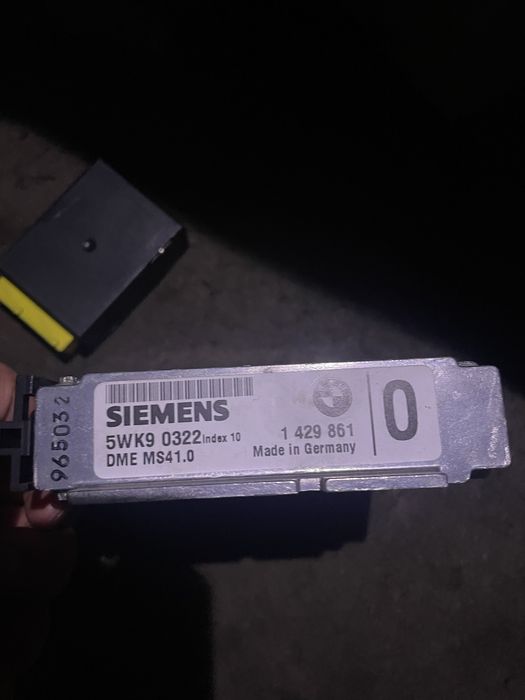 SIEMENS
5WK9 0322 Index 10
DME MS41.0
1 429 861
Made in Germany
0
965032